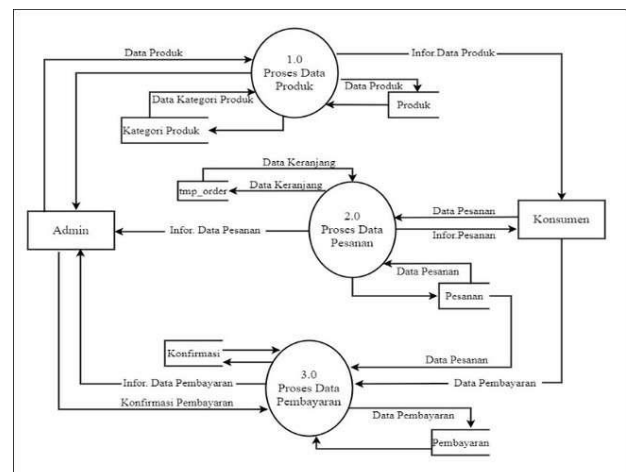 Data Produk
1.0
Proses Data
Produk
Infor.Data Produk
Data Kategori Produk
Data Produk
Produk
Kategori Produk
Data Keranjang
tmp_order
Data Keranjang
Admin
Infor. Data Pesanan
2.0
Proses Data
Pesanan
Data Pesanan
Infor.Pesanan
Konsumen
Data Pesanan
Pesanan
Konfirmasi
Data Pesanan
3.0
Proses Data
Pembayaran
Infor. Data Pembayaran
Data Pembayaran
Konfirmasi Pembayaran
Data Pembayaran
Pembayaran